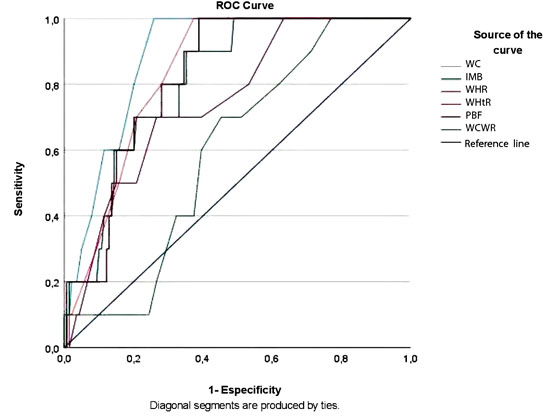 ROC Curve
Source of the
curve
WC
IMB
WHR
WHtR
PBF
WCWR
Reference line
Sensitivity
1,0
0,8
0,6
0,4
0,2
0,0
0,0
0,2
0,4
0,6
0,8
1,0
1- Especificity
Diagonal segments are produced by ties.